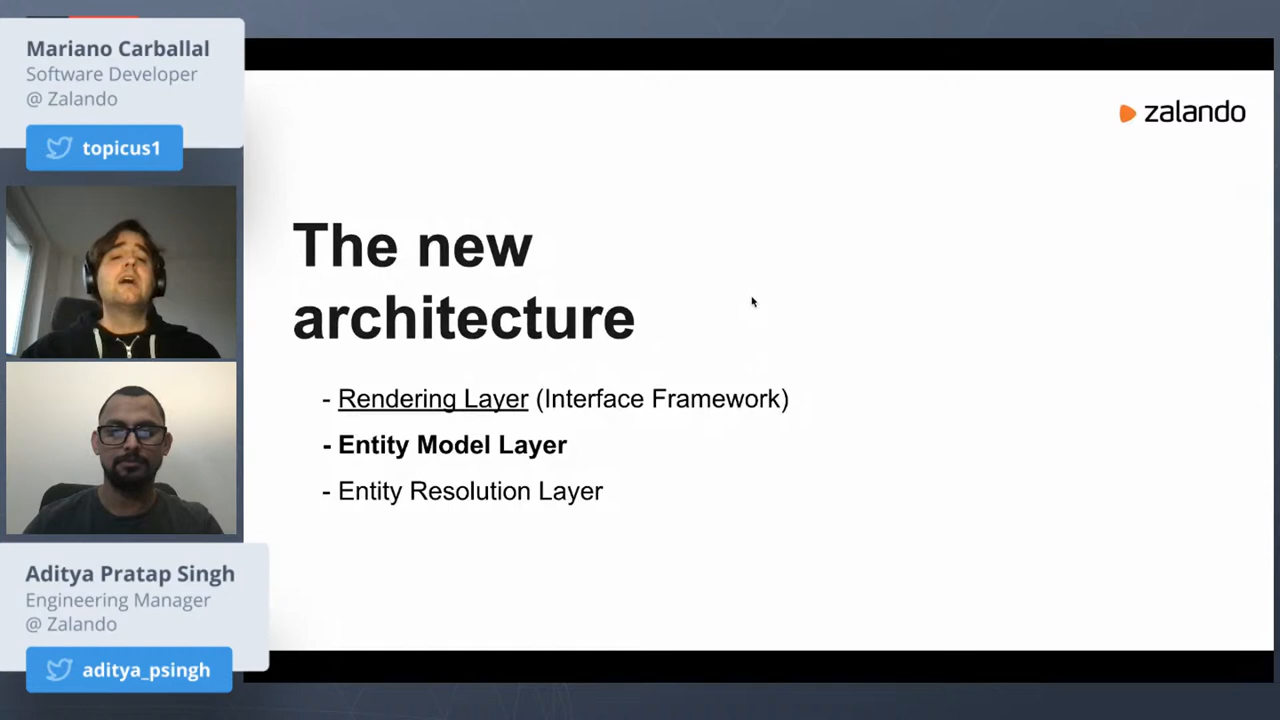 Mariano Carballal
Software Developer
@ Zalando
topicus1
Aditya Pratap Singh
Engineering Manager
@ Zalando
aditya_psingh
zalando
The new
architecture
- Rendering Layer (Interface Framework)
- Entity Model Layer
- Entity Resolution Layer